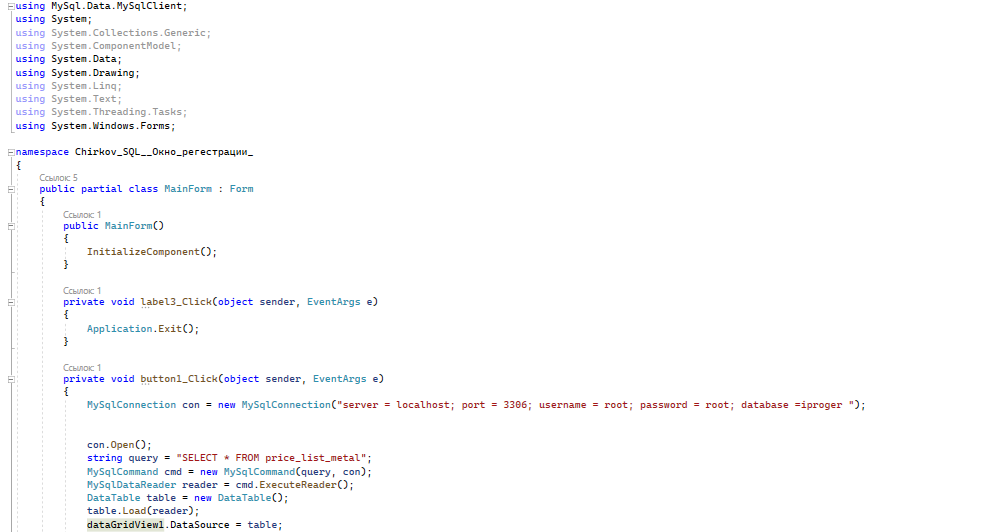 using MySql.Data.MySqlClient;
using System;
using System.Collections.Generic;
using System.ComponentModel;
using System.Data;
using System.Drawing;
using System.Linq;
using System.Text;
using System.Threading.Tasks;
using System.Windows.Forms;
namespace Chirkov_SQL__Окно_регестрации_
{
Ссылок: 5
public partial class MainForm : Form
{
Ссылок: 1
public MainForm()
{
InitializeComponent();
}
Ссылок: 1
private void label3_Click(object sender, EventArgs e)
{
Application.Exit();
}
Ссылок: 1
private void button1_Click(object sender, EventArgs e)
{
MySqlConnection con = new MySqlConnection("server = localhost; port = 3306; username = root; password = root; database =iproger ");
con.Open();
string query = "SELECT * FROM price_list_metal";
MySqlCommand cmd = new MySqlCommand(query, con);
MySqlDataReader reader = cmd.ExecuteReader();
DataTable table = new DataTable();
table.Load(reader);
dataGridView1.DataSource = table;